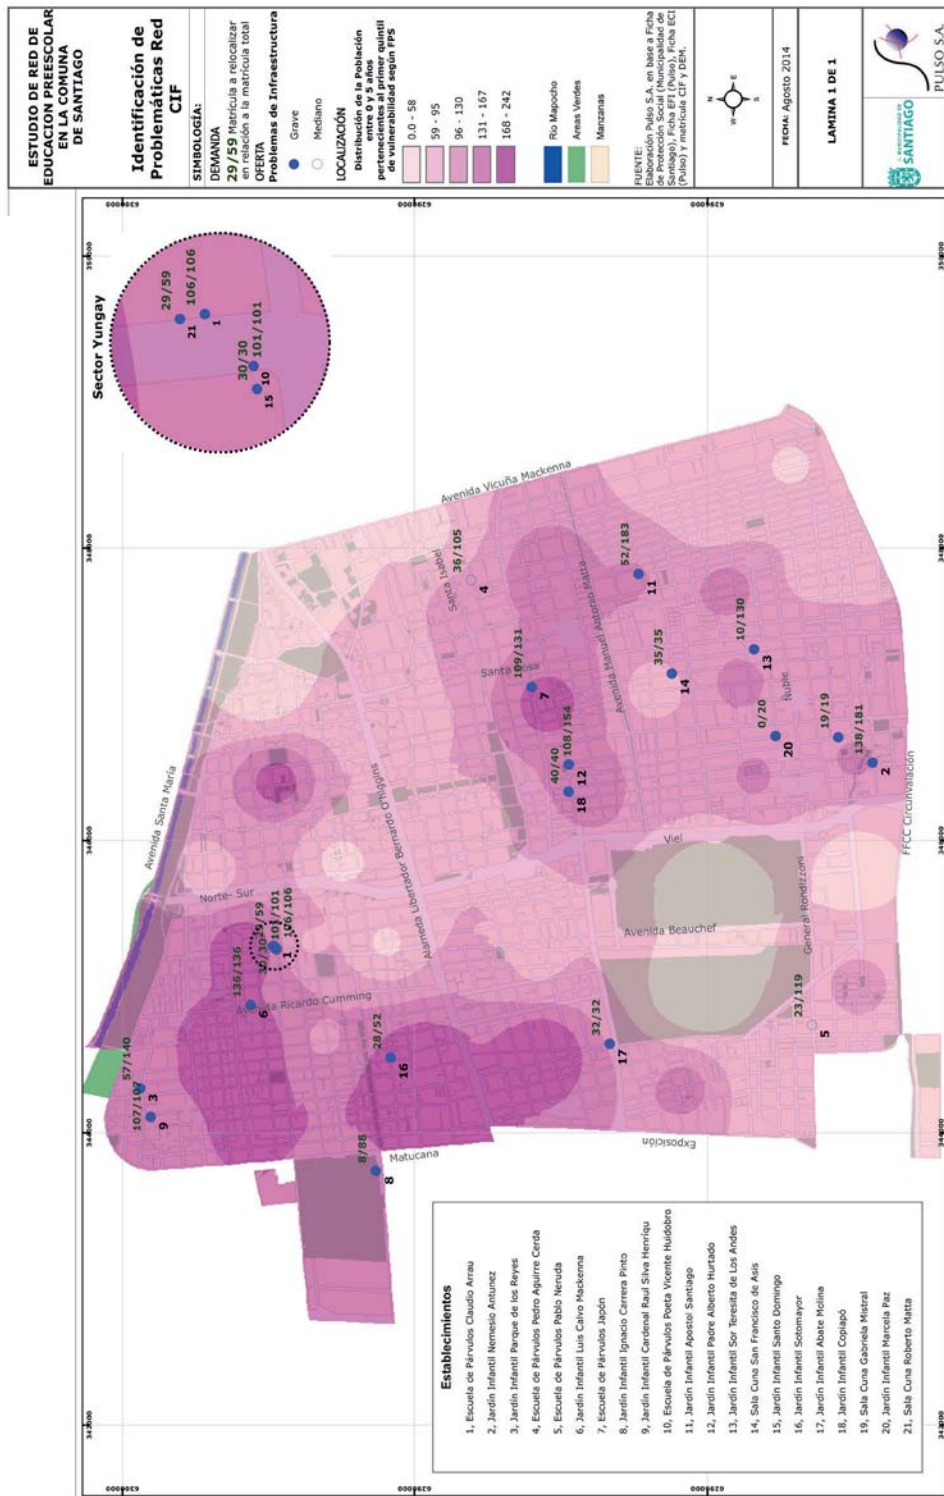 ESTUDIO DE RED DE
EDUCACION PREESCOLAR
EN LA COMUNA
DE SANTIAGO
Identificación de
Problemáticas Red
CIF
SIMBOLOGÍA:
DEMANDA
29/59 Matrícula a relocalizar
en relación a la matrícula total
OFERTA
Problemas de Infraestructura
Grave
Mediano
LOCALIZACIÓN
Distribución de la Población
entre 0 y 5 años
pertenecientes al primer quintil
de vulnerabilidad según FPS
0.0 - 58
59 - 95
96 - 130
131 - 167
168 - 242
Río Mapocho
Areas Verdes
Manzanas
FUENTE:
Elaboración Pulso S.A. en base a Ficha
de Protección Social (Municipalidad de
Santiago), Ficha EFI (Pulso), Ficha ECI
(Pulso) y matrícula CIF y DEM.
N
W
E
S
FECHA: Agosto 2014
LAMINA 1 DE 1
SANTIAGO
PULSO S.A.
Sector Yungay
29/59
21
106/106
1
30/30
101/101
10
15
Avenida Santa María
Avenida Vicuña Mackenna
Santa Isabel
36/105
4
Santa Rosa
109/131
7
Avenida Manuel Antonio Matta
52/183
11
35/35
14
10/130
13
Ñuble
0/20
20
19/19
138/181
2
40/40
108/154
12
18
Alameda Libertador Bernardo O'higgins
Norte- Sur
Viel
FFCC Circunvalación
General Rondizzoni
Avenida Beauchef
29/59
101/101
30/30
106/106
1
136/136
6
Avenida Ricardo Cumming
28/52
16
32/32
17
23/119
5
57/140
3
107/107
9
8/88
8
Matucana
Exposición
Establecimientos
1, Escuela de Párvulos Claudio Arrau
2, Jardín Infantil Nemesio Antunez
3, Jardín Infantil Parque de los Reyes
4, Escuela de Párvulos Pedro Aguirre Cerda
5, Escuela de Párvulos Pablo Neruda
6, Jardín Infantil Luis Calvo Mackenna
7, Escuela de Párvulos Japón
8, Jardín Infantil Ignacio Carrera Pinto
9, Jardín Infantil Cardenal Raul Silva Henríqu
10, Escuela de Párvulos Poeta Vicente Huidobro
11, Jardín Infantil Apostol Santiago
12, Jardín Infantil Padre Alberto Hurtado
13, Jardín Infantil Sor Teresita de Los Andes
14, Sala Cuna San Francisco de Asis
15, Jardín Infantil Santo Domingo
16, Jardín Infantil Sotomayor
17, Jardín Infantil Abate Molina
18, Jardín Infantil Copiapó
19, Sala Cuna Gabriela Mistral
20, Jardín Infantil Marcela Paz
21, Sala Cuna Roberto Matta